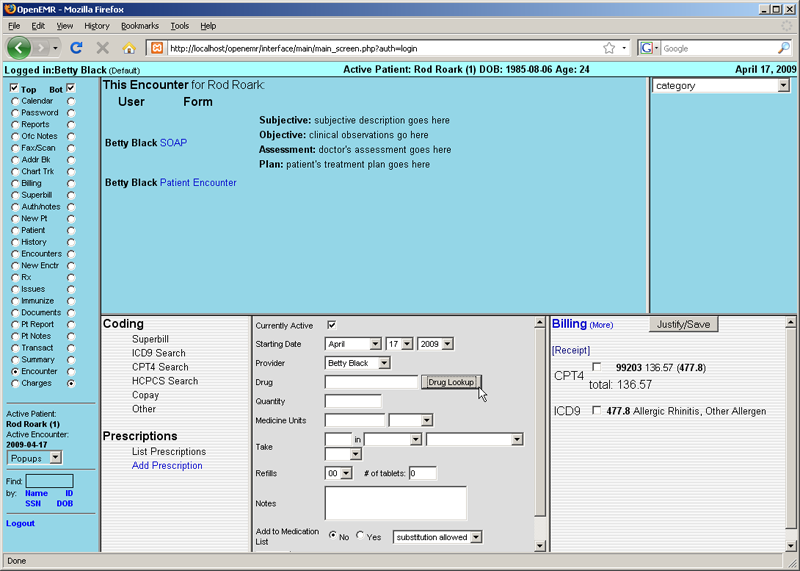 OpenEMR - Mozilla Firefox
File Edit View History Bookmarks Tools Help
http://localhost/openemr/interface/main/main_screen.php?auth=login
Google
Logged in:Betty Black (Default)
Active Patient: Rod Roark (1) DOB: 1985-08-06 Age: 24
April 17, 2009
Top Bot
Calendar
Password
Reports
Ofc Notes
Fax/Scan
Addr Bk
Chart Trk
Billing
Superbill
Auth/notes
New Pt
Patient
History
Encounters
New Enctr
Rx
Issues
Immunize
Documents
Pt Report
Pt Notes
Transact
Summary
Encounter
Charges
Active Patient:
Rod Roark (1)
Active Encounter:
2009-04-17
Popups
Find:
by: Name ID
SSN DOB
Logout
This Encounter for Rod Roark:
User Form
Subjective: subjective description goes here
Objective: clinical observations go here
Betty Black SOAP
Assessment: doctor's assessment goes here
Plan: patient's treatment plan goes here
Betty Black Patient Encounter
category
Coding
Superbill
ICD9 Search
CPT4 Search
HCPCS Search
Copay
Other
Prescriptions
List Prescriptions
Add Prescription
Currently Active
Starting Date April 17 2009
Provider Betty Black
Drug Drug Lookup
Quantity
Medicine Units
Take in
Refills 00 # of tablets: 0
Notes
Add to Medication
List No Yes substitution allowed
Billing (More) Justify/Save
[Receipt]
CPT4 99203 136.57 (477.8)
total: 136.57
ICD9 477.8 Allergic Rhinitis, Other Allergen
Done